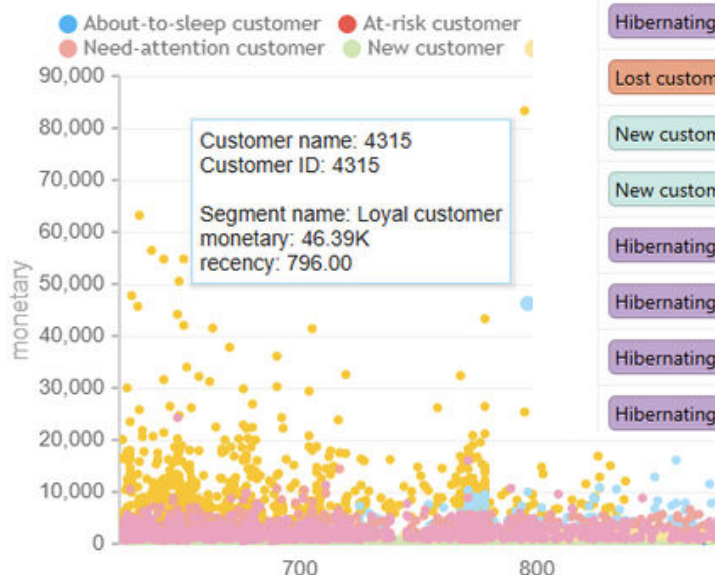 About-to-sleep customer At-risk customer
Need-attention customer New customer
90,000
80,000
70,000
60,000
50,000
40,000
30,000
20,000
10,000
0
monetary
700 800
Customer name: 4315
Customer ID: 4315
Segment name: Loyal customer
monetary: 46.39K
recency: 796.00
Hibernating
Lost custom
New custom
New custom
Hibernating
Hibernating
Hibernating
Hibernating